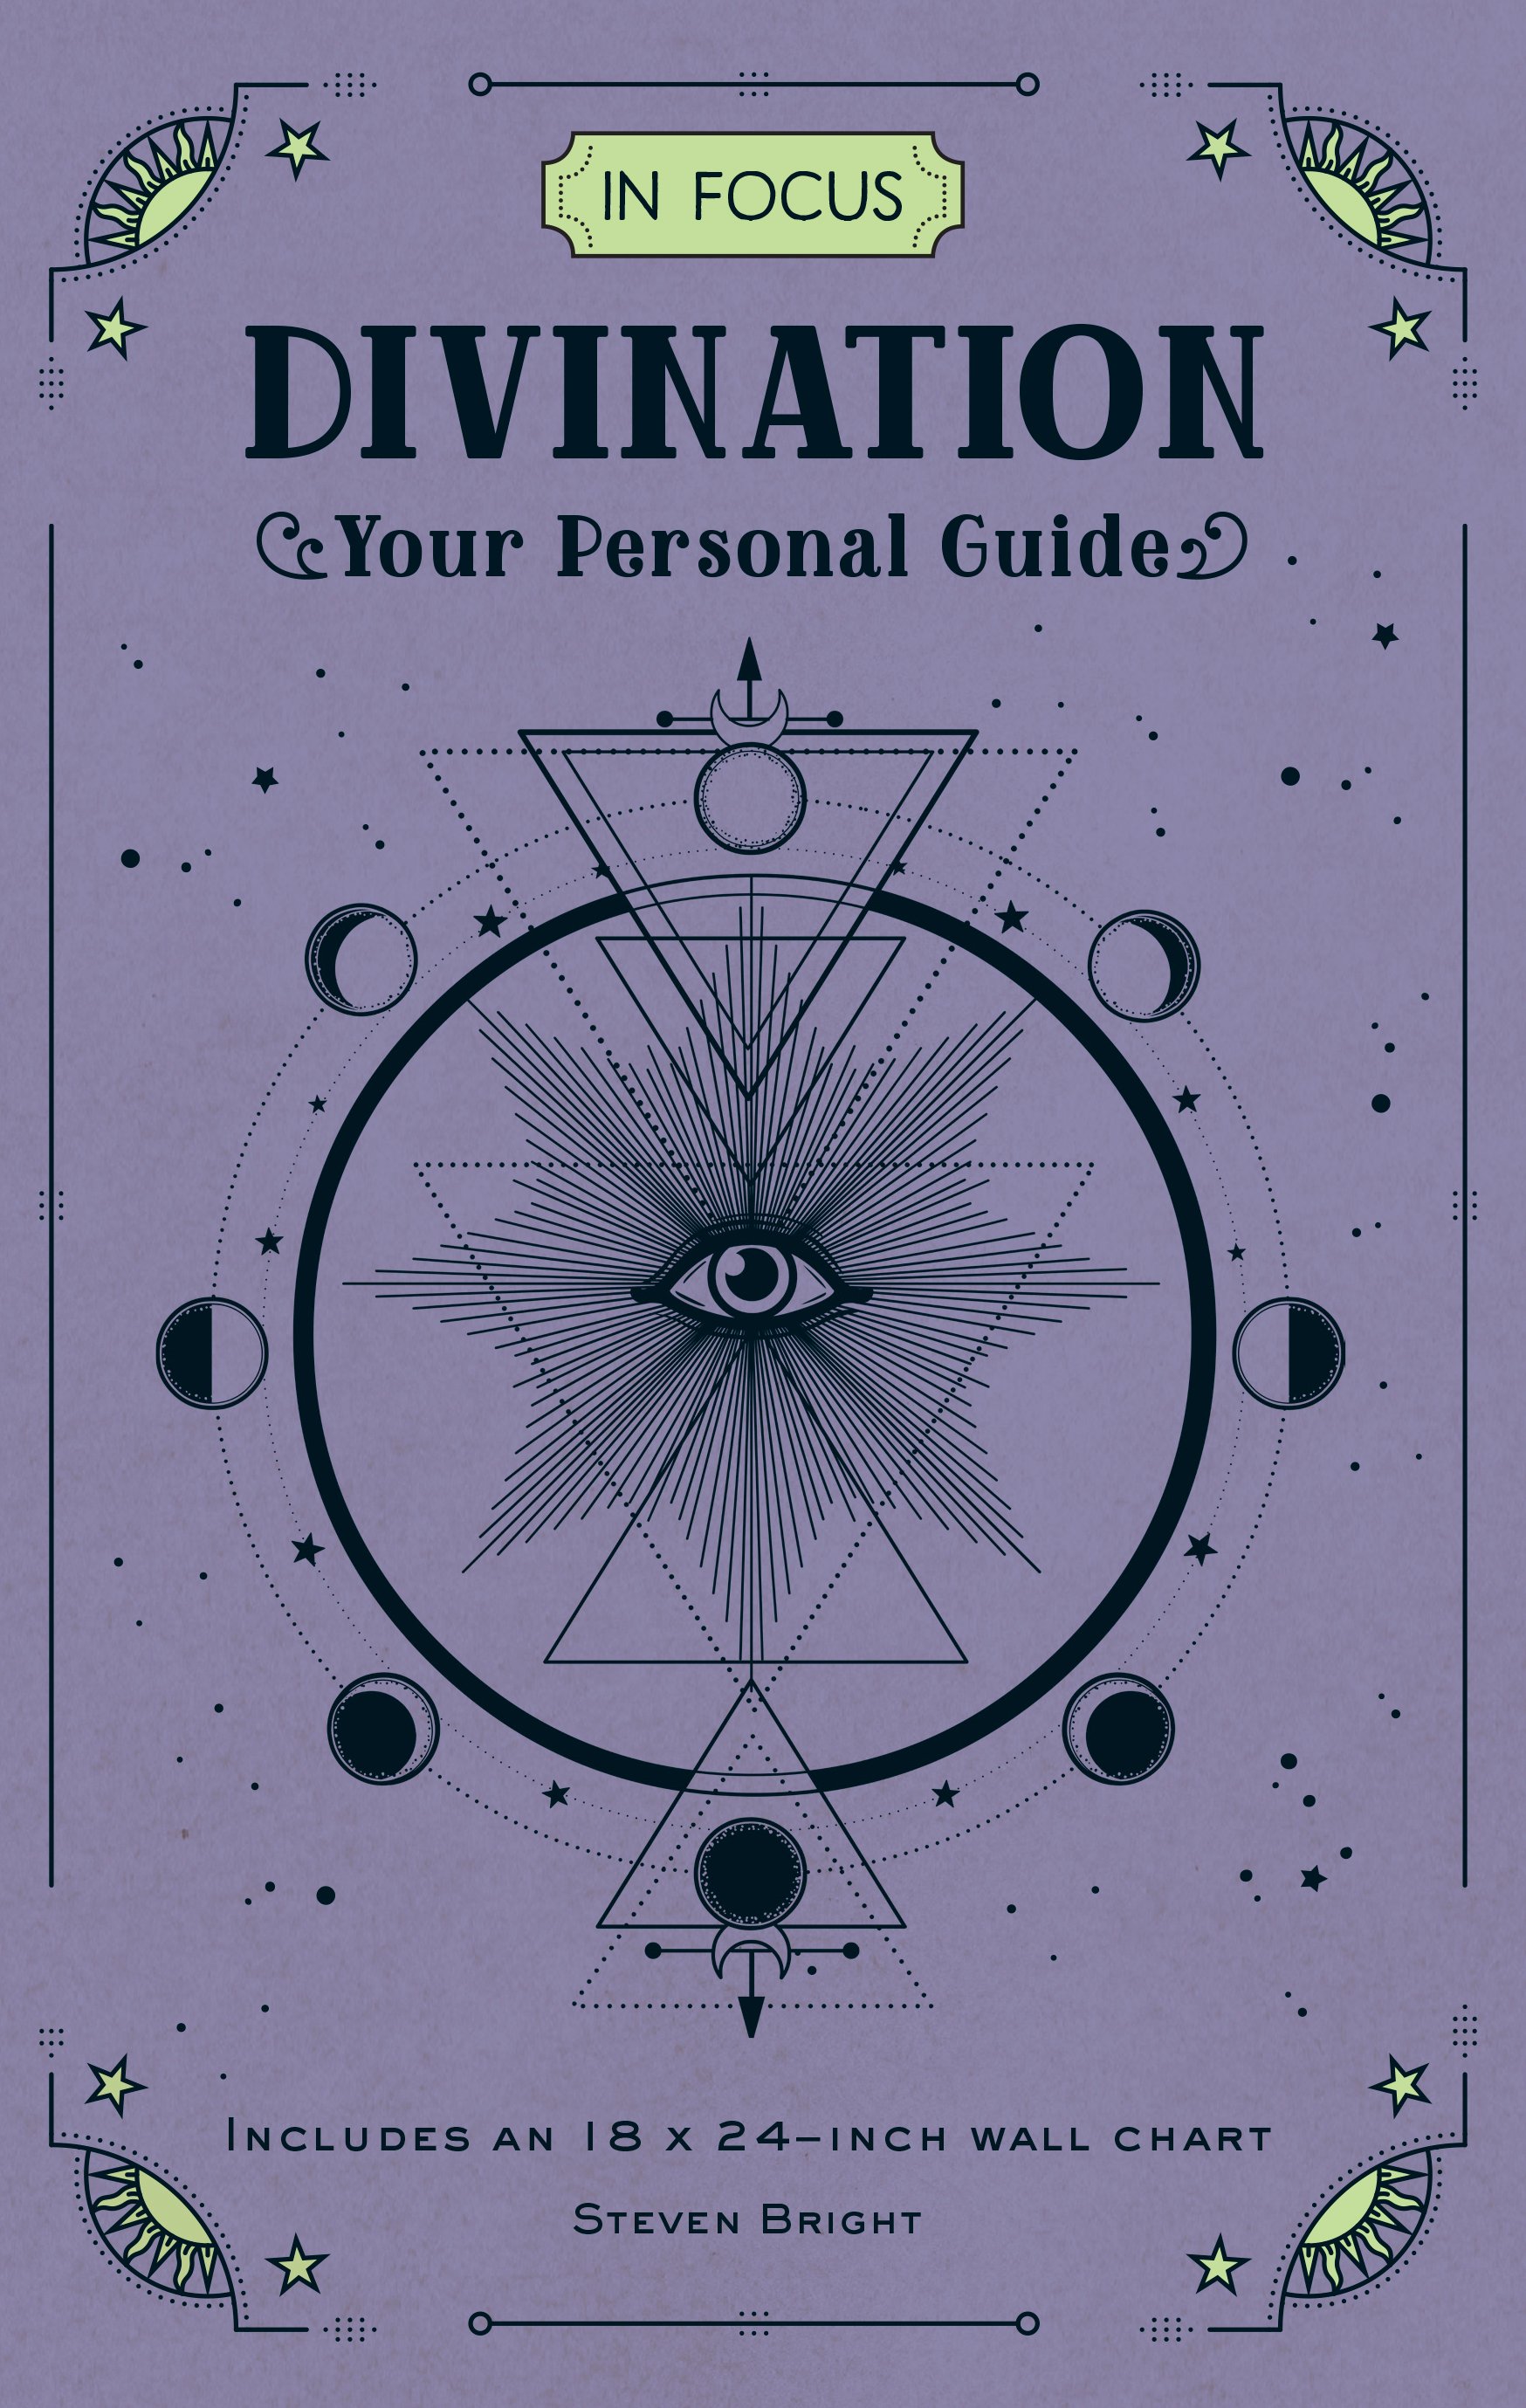 IN FOCUS
DIVINATION
Your Personal Guide
INCLUDES AN 18 X 24–INCH WALL CHART
STEVEN BRIGHT